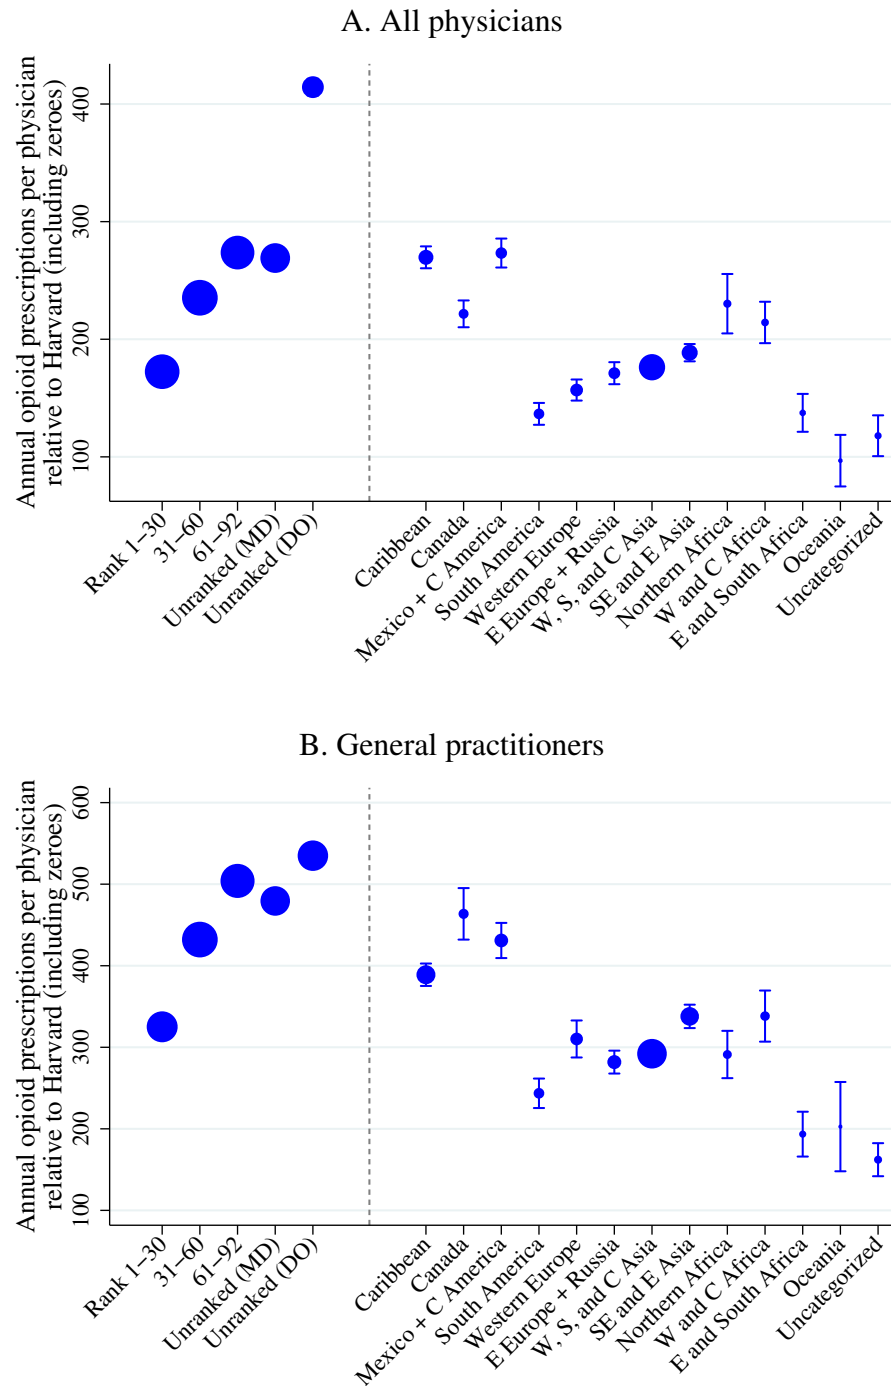 A. All physicians
Annual opioid prescriptions per physician
relative to Harvard (including zeroes)
400
300
200
100
Rank 1–30
31–60
61–92
Unranked (MD)
Unranked (DO)
Caribbean
Canada
Mexico + C America
South America
Western Europe
E Europe + Russia
W, S, and C Asia
SE and E Asia
Northern Africa
W and C Africa
E and South Africa
Oceania
Uncategorized
B. General practitioners
Annual opioid prescriptions per physician
relative to Harvard (including zeroes)
600
500
400
300
200
100
Rank 1–30
31–60
61–92
Unranked (MD)
Unranked (DO)
Caribbean
Canada
Mexico + C America
South America
Western Europe
E Europe + Russia
W, S, and C Asia
SE and E Asia
Northern Africa
W and C Africa
E and South Africa
Oceania
Uncategorized